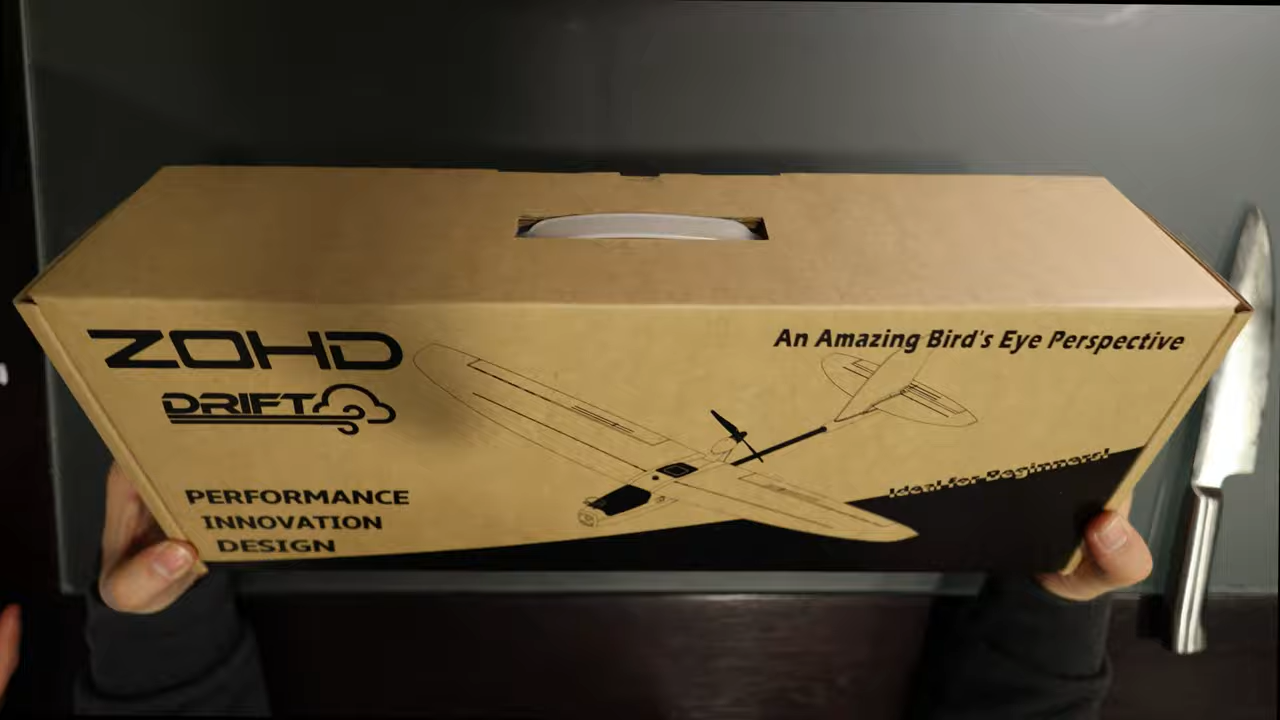 ZOHD
DRIFT
An Amazing Bird's Eye Perspective
Ideal for Beginners!
PERFORMANCE
INNOVATION
DESIGN